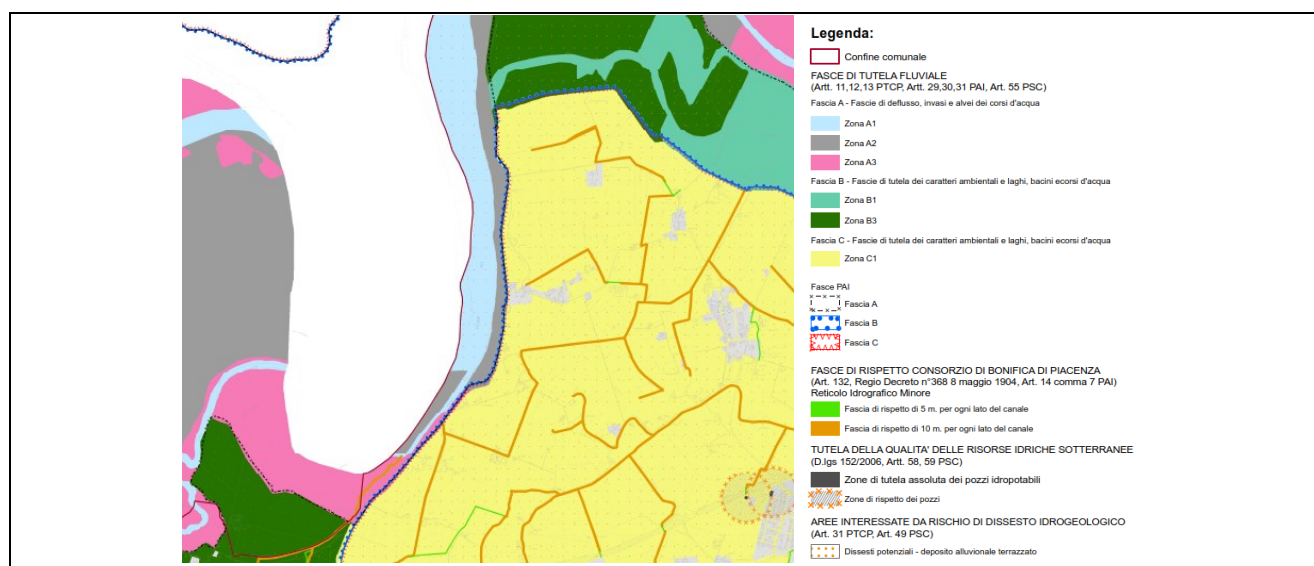 Legenda:
Confine comunale
FASCE DI TUTELA FLUVIALE
(Artt. 11,12,13 PTCP, Artt. 29,30,31 PAI, Art. 55 PSC)
Fascia A - Fascie di deflusso, invasi e alvei dei corsi d'acqua
Zona A1
Zona A2
Zona A3
Fascia B - Fascie di tutela dei caratteri ambientali e laghi, bacini ecorsi d'acqua
Zona B1
Zona B3
Fascia C - Fascie di tutela dei caratteri ambientali e laghi, bacini ecorsi d'acqua
Zona C1
Fasce PAI
Fascia A
Fascia B
Fascia C
FASCE DI RISPETTO CONSORZIO DI BONIFICA DI PIACENZA
(Art. 132, Regio Decreto n°368 8 maggio 1904, Art. 14 comma 7 PAI)
Reticolo Idrografico Minore
Fascia di rispetto di 5 m. per ogni lato del canale
Fascia di rispetto di 10 m. per ogni lato del canale
TUTELA DELLA QUALITA' DELLE RISORSE IDRICHE SOTTERRANEE
(D.lgs 152/2006, Artt. 58, 59 PSC)
Zone di tutela assoluta dei pozzi idropotabili
Zone di rispetto dei pozzi
AREE INTERESSATE DA RISCHIO DI DISSESTO IDROGEOLOGICO
(Art. 31 PTCP, Art. 49 PSC)
Dissesti potenziali - deposito alluvionale terrazzato